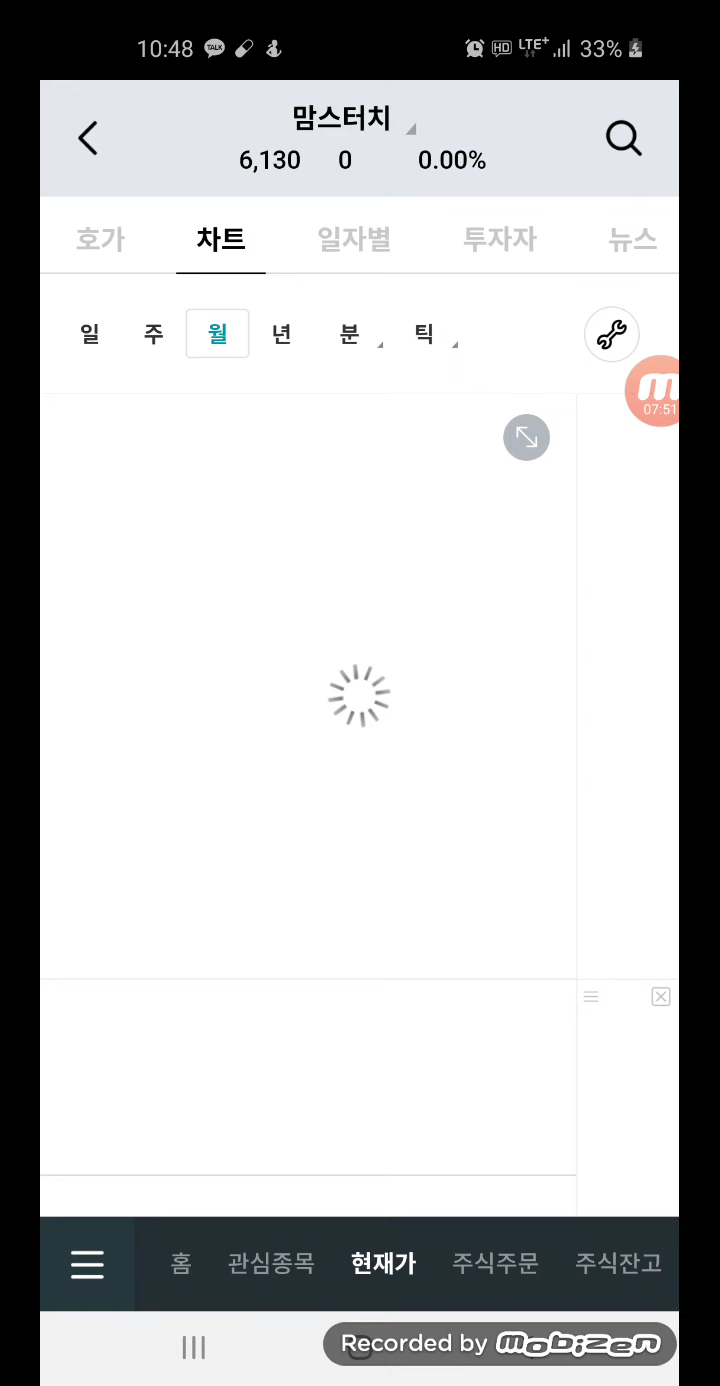 10:48 TALK HD LTE+ 33%
맘스터치
6,130 0 0.00%
호가 차트 일자별 투자자 뉴스
일 주 월 년 분 틱
m
07:51
홈 관심종목 현재가 주식주문 주식잔고
Recorded by mobizen